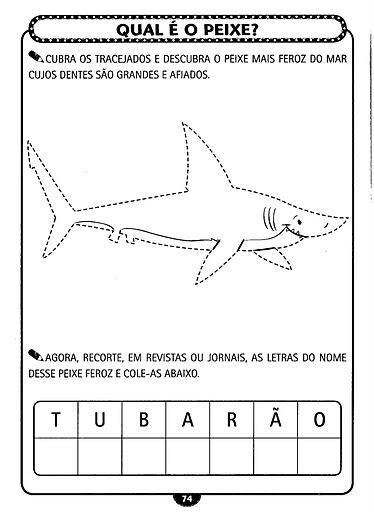 QUAL É O PEIXE?
CUBRA OS TRACEJADOS E DESCUBRA O PEIXE MAIS FEROZ DO MAR
CUJOS DENTES SÃO GRANDES E AFIADOS.
AGORA, RECORTE, EM REVISTAS OU JORNAIS, AS LETRAS DO NOME
DESSE PEIXE FEROZ E COLE-AS ABAIXO.
T U B A R Ã O
74